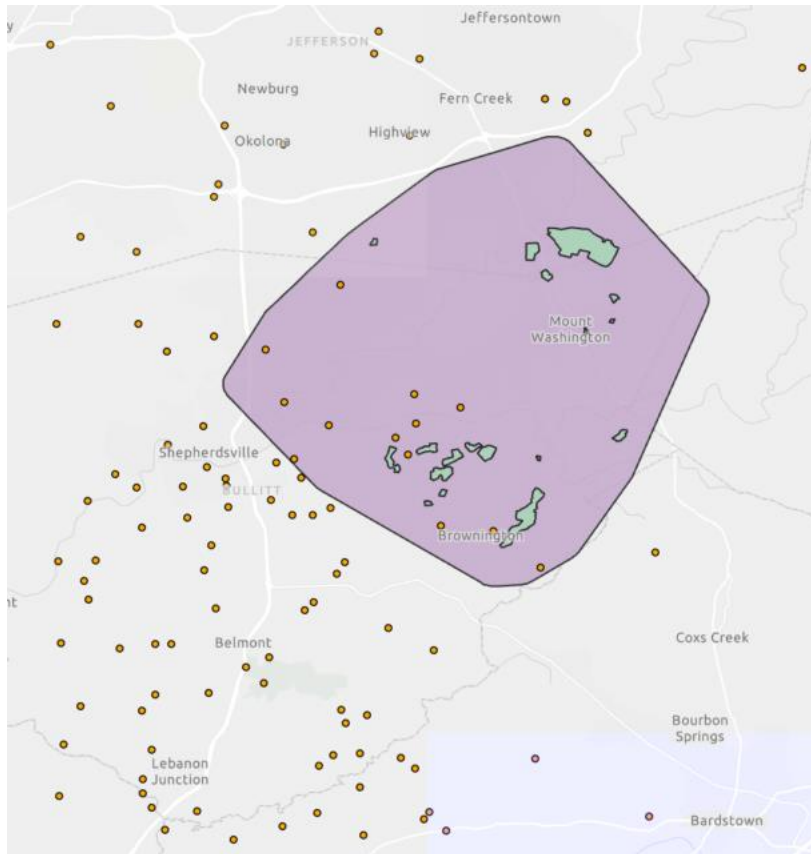 Jeffersontown
JEFFERSON
Newburg
Fern Creek
Highview
Okolona
Mount
Washington
Shepherdsville
BULLITT
Brownington
Belmont
Coxs Creek
Bourbon
Springs
Lebanon
Junction
Bardstown